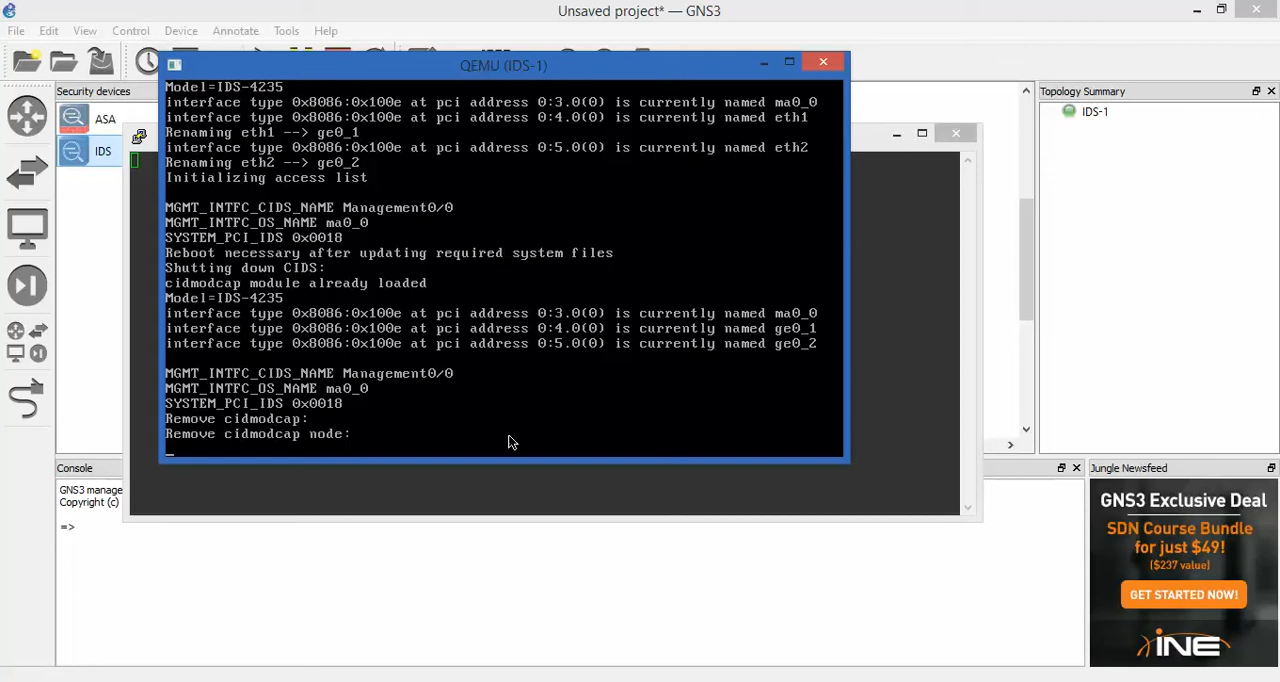 Unsaved project* — GNS3
File Edit View Control Device Annotate Tools Help
Security devices
ASA
IDS
QEMU (IDS-1)
Model=IDS-4235
interface type 0x8086:0x100e at pci address 0:3.0(0) is currently named ma0_0
interface type 0x8086:0x100e at pci address 0:4.0(0) is currently named eth1
Renaming eth1 --> ge0_1
interface type 0x8086:0x100e at pci address 0:5.0(0) is currently named eth2
Renaming eth2 --> ge0_2
Initializing access list
MGMT_INTFC_CIDS_NAME Management0/0
MGMT_INTFC_OS_NAME ma0_0
SYSTEM_PCI_IDS 0x0018
Reboot necessary after updating required system files
Shutting down CIDS:
cidmodcap module already loaded
Model=IDS-4235
interface type 0x8086:0x100e at pci address 0:3.0(0) is currently named ma0_0
interface type 0x8086:0x100e at pci address 0:4.0(0) is currently named ge0_1
interface type 0x8086:0x100e at pci address 0:5.0(0) is currently named ge0_2
MGMT_INTFC_CIDS_NAME Management0/0
MGMT_INTFC_OS_NAME ma0_0
SYSTEM_PCI_IDS 0x0018
Remove cidmodcap:
Remove cidmodcap node:
_
Topology Summary
IDS-1
Console
GNS3 manage
Copyright (c)
=>
Jungle Newsfeed
GNS3 Exclusive Deal
SDN Course Bundle
for just $49!
($237 value)
GET STARTED NOW!
INE